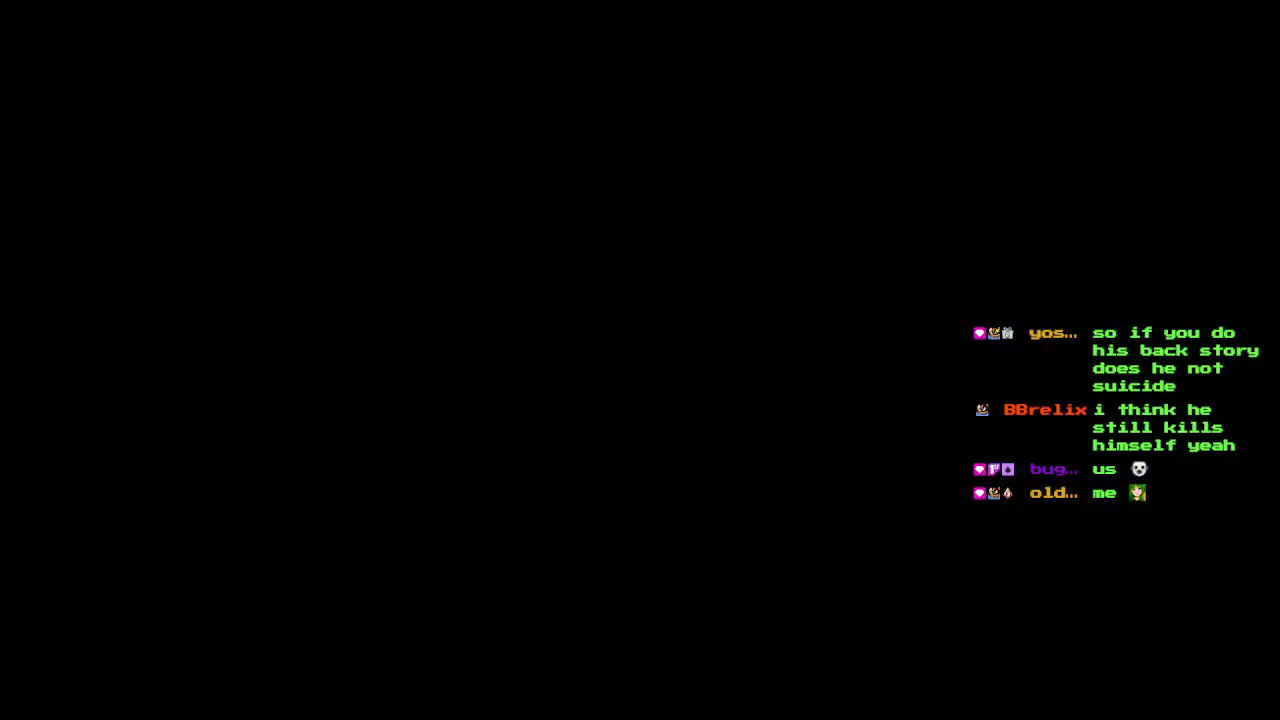 yos... so if you do
his back story
does he not
suicide
BBrelix i think he
still kills
himself yeah
bug... us
old... me